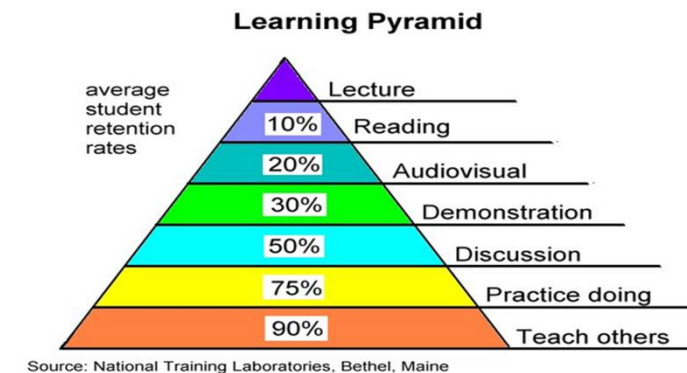 Learning Pyramid
average
student
retention
rates
Lecture
10% Reading
20% Audiovisual
30% Demonstration
50% Discussion
75% Practice doing
90% Teach others
Source: National Training Laboratories, Bethel, Maine